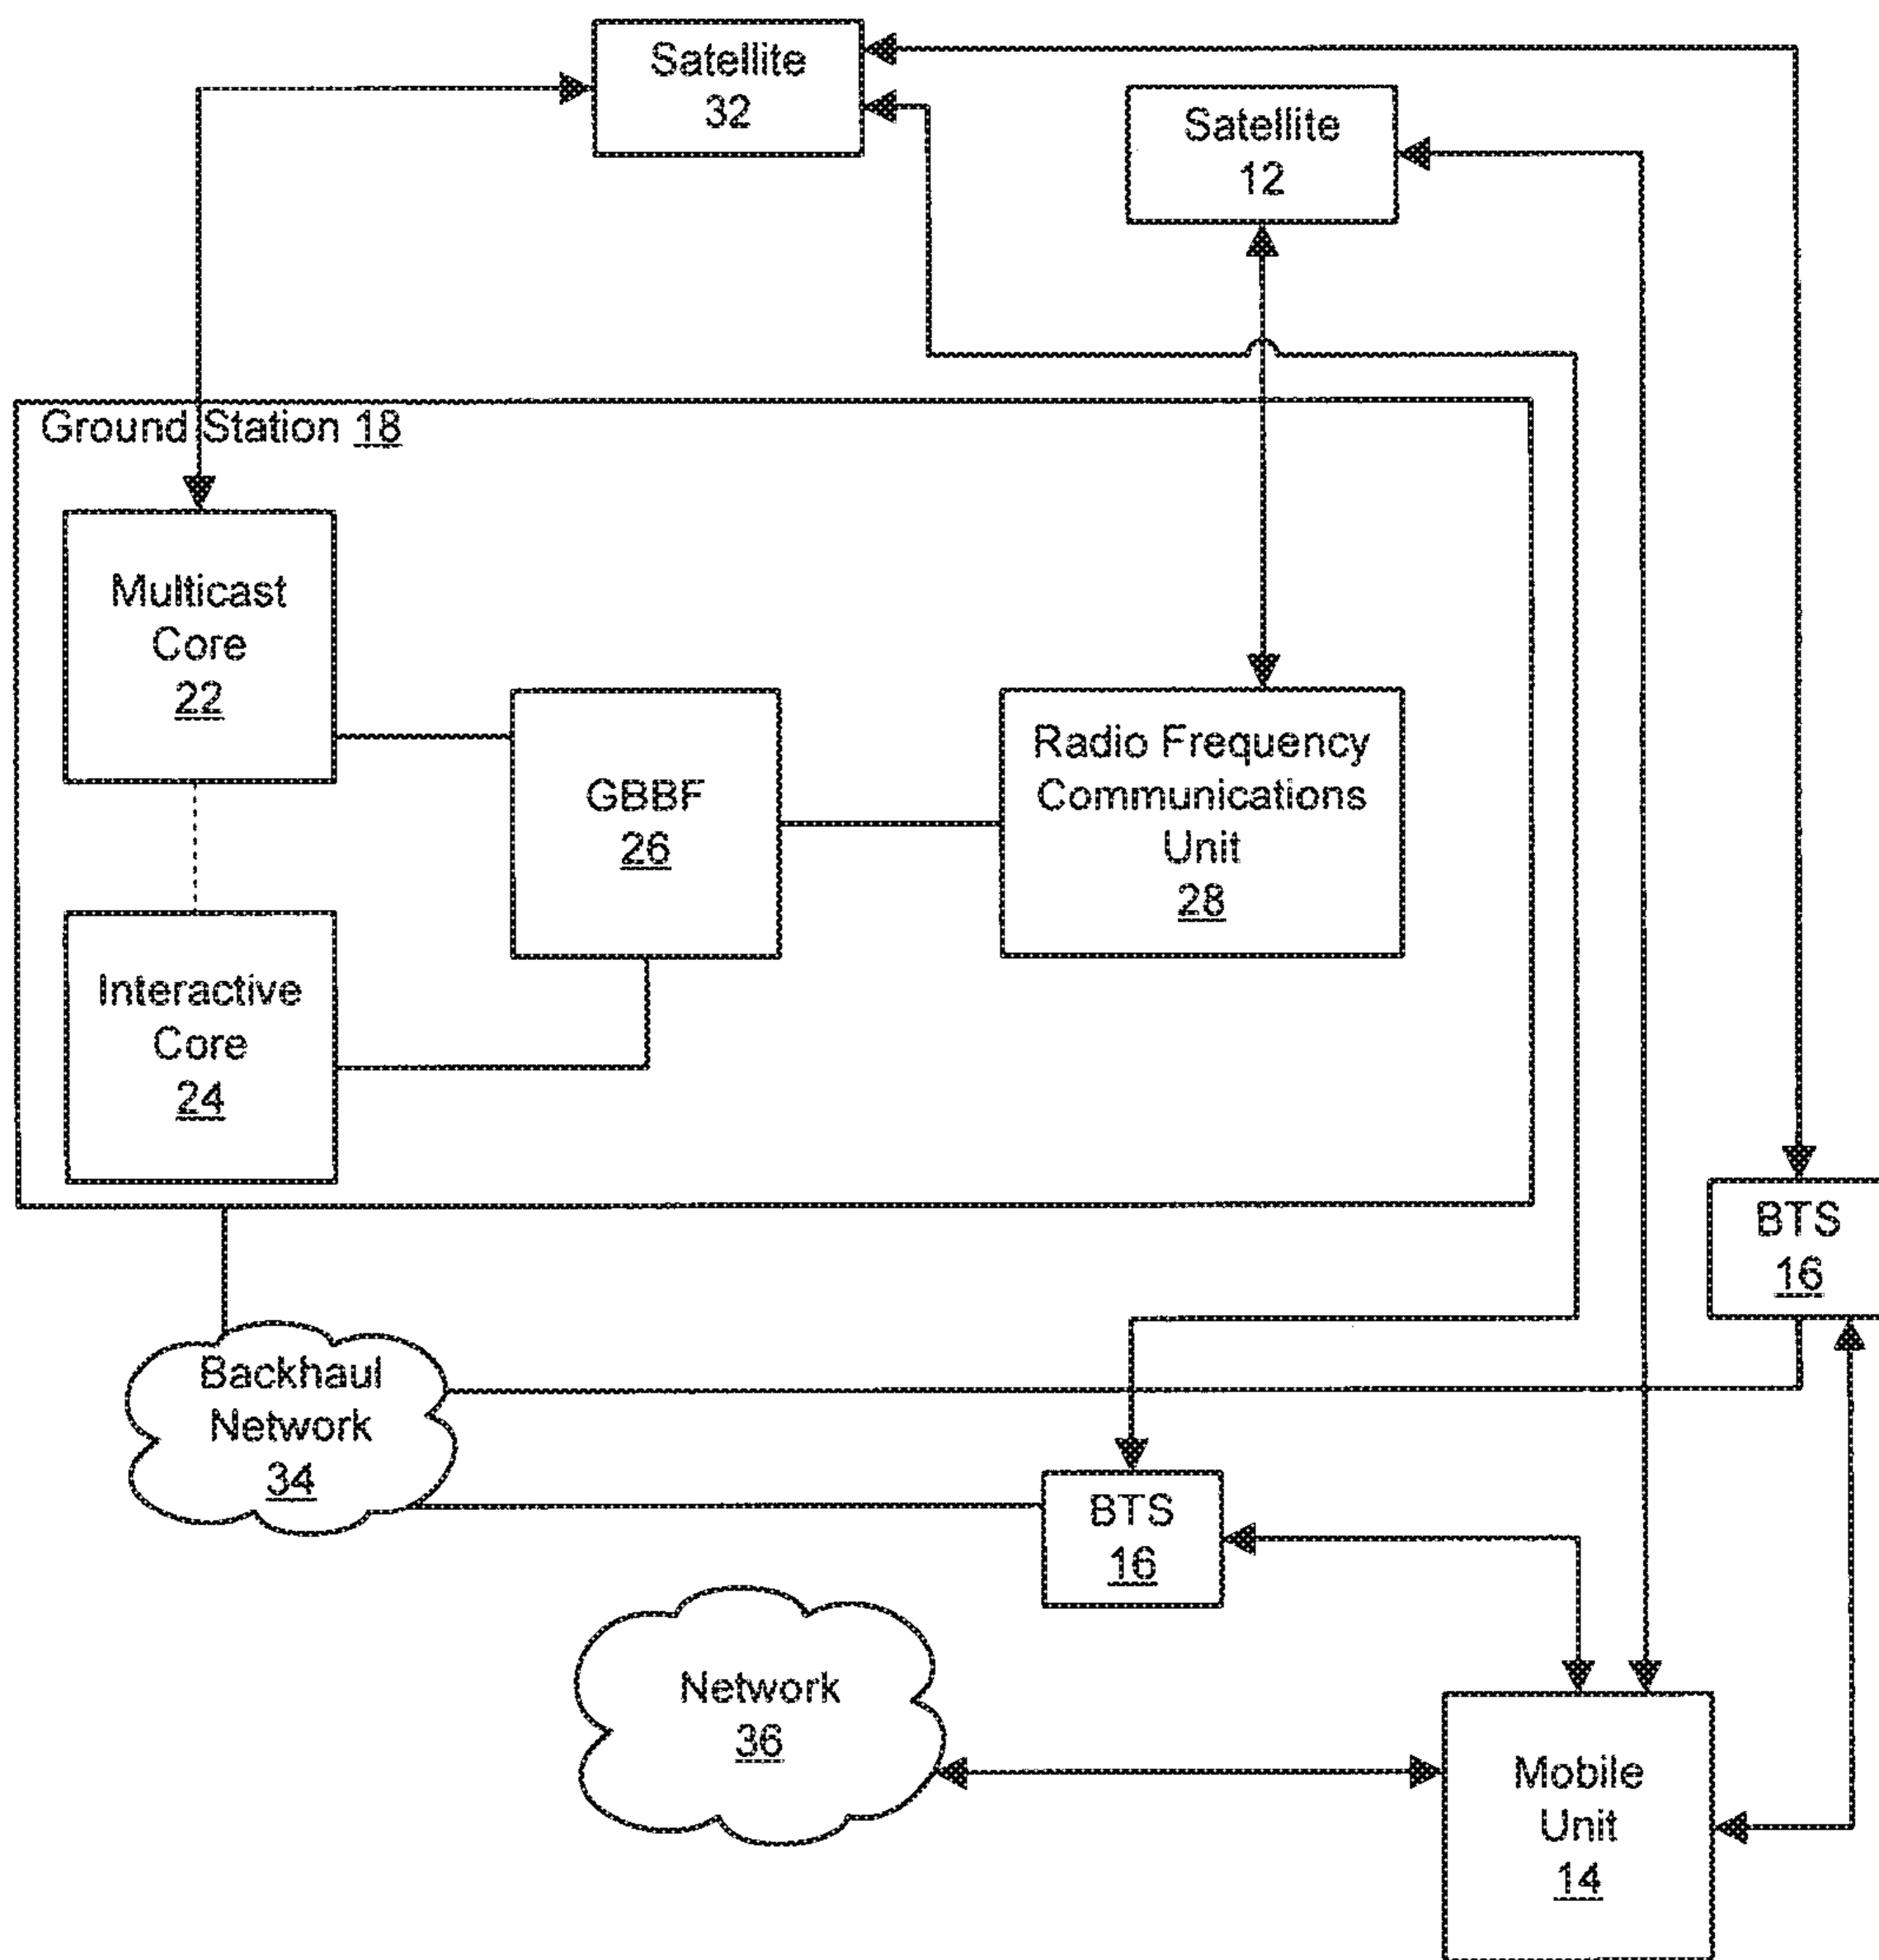 Satellite
32
Satellite
12
Ground Station 18
Multicast
Core
22
GBBF
26
Radio Frequency
Communications
Unit
28
Interactive
Core
24
BTS
16
Backhaul
Network
34
BTS
16
Network
36
Mobile
Unit
14